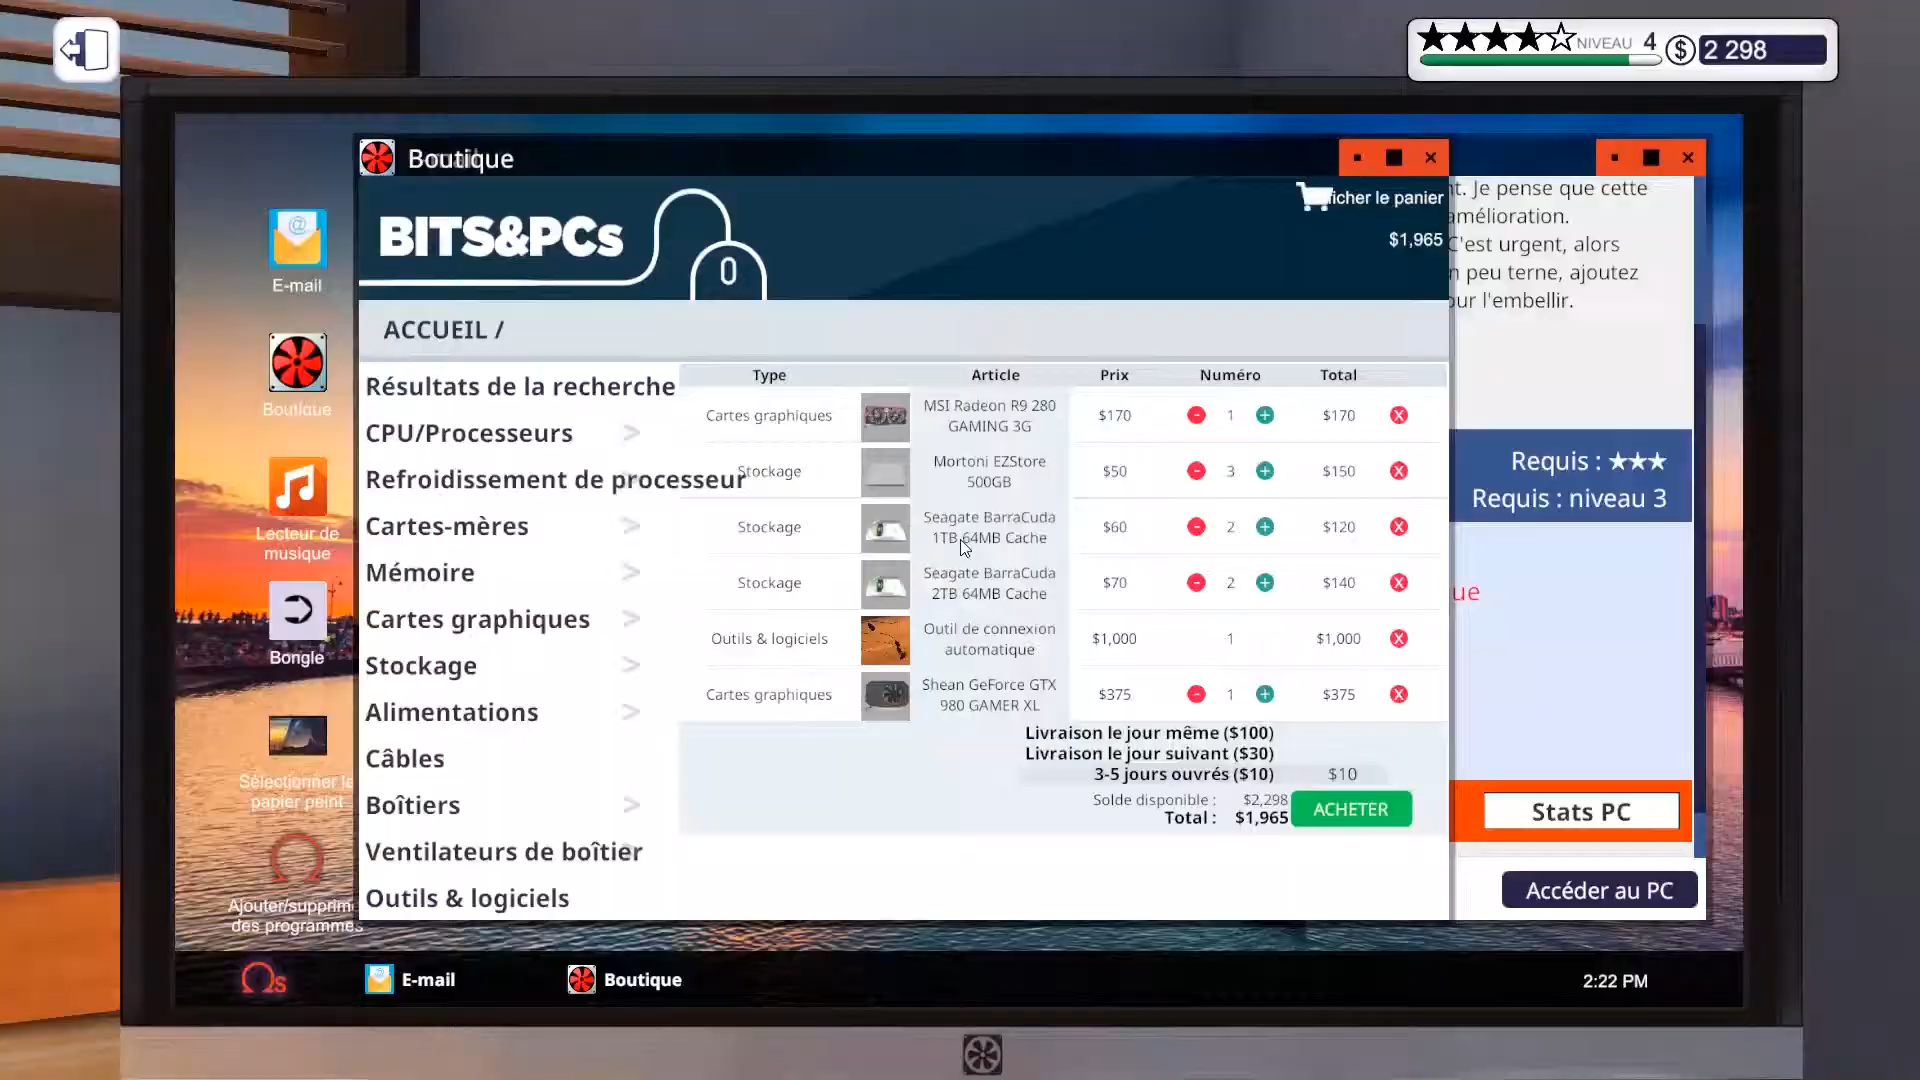 NIVEAU 4
$ 2 298
Boutique
BITS&PCs
icher le panier
$1,965
ACCUEIL /
Résultats de la recherche
CPU/Processeurs >
Refroidissement de processeur
Cartes-mères >
Mémoire >
Cartes graphiques >
Stockage >
Alimentations >
Câbles
Boîtiers >
Ventilateurs de boîtier
Outils & logiciels
Type Article Prix Numéro Total
Cartes graphiques MSI Radeon R9 280 GAMING 3G $170 - 1 + $170 X
Stockage Mortoni EZStore 500GB $50 - 3 + $150 X
Stockage Seagate BarraCuda 1TB 64MB Cache $60 - 2 + $120 X
Stockage Seagate BarraCuda 2TB 64MB Cache $70 - 2 + $140 X
Outils & logiciels Outil de connexion automatique $1,000 1 $1,000 X
Cartes graphiques Shean GeForce GTX 980 GAMER XL $375 - 1 + $375 X
Livraison le jour même ($100)
Livraison le jour suivant ($30)
3-5 jours ouvrés ($10) $10
Solde disponible : $2,298
Total : $1,965
ACHETER
nt. Je pense que cette
amélioration.
C'est urgent, alors
n peu terne, ajoutez
our l'embellir.
Requis : ★★★
Requis : niveau 3
ue
Stats PC
Accéder au PC
E-mail
Boutique
Lecteur de
musique
Bongle
Sélectionner le
papier peint
Ajouter/supprime
des programmes
Ωs
E-mail
Boutique
2:22 PM